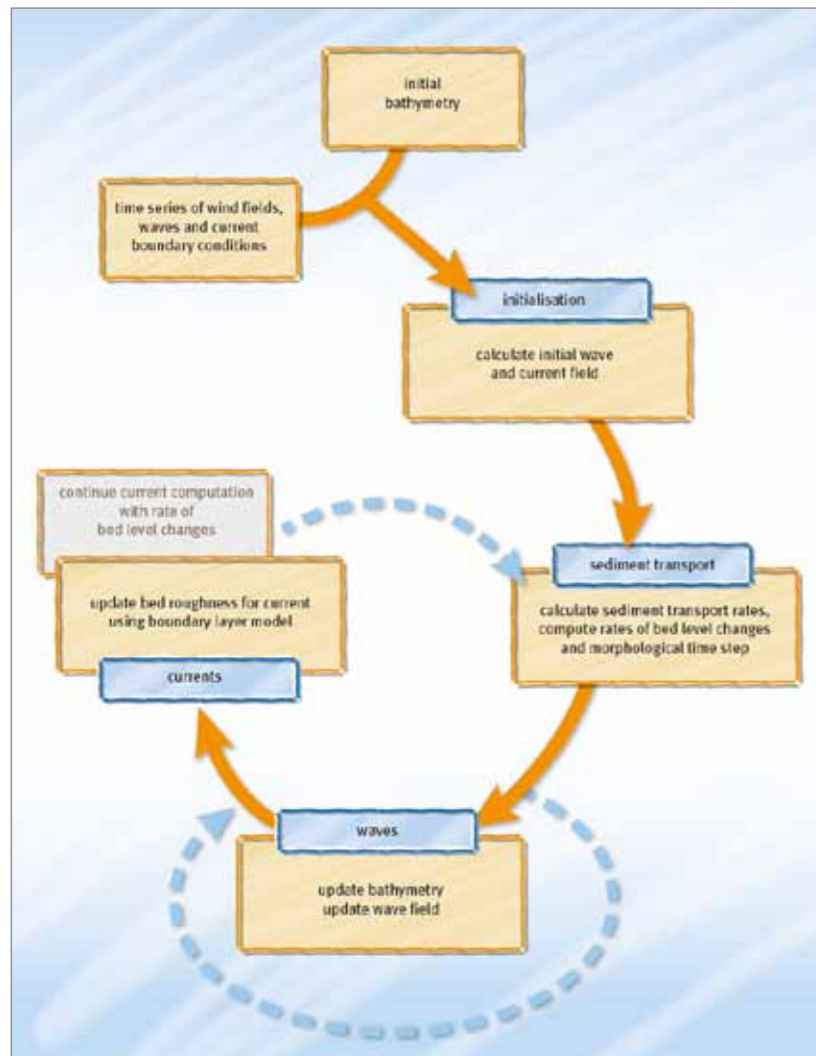 initial
bathymetry
time series of wind fields,
waves and current
boundary conditions
initialisation
calculate initial wave
and current field
continue current computation
with rate of
bed level changes
update bed roughness for current
using boundary layer model
currents
sediment transport
calculate sediment transport rates,
compute rates of bed level changes
and morphological time step
waves
update bathymetry
update wave field